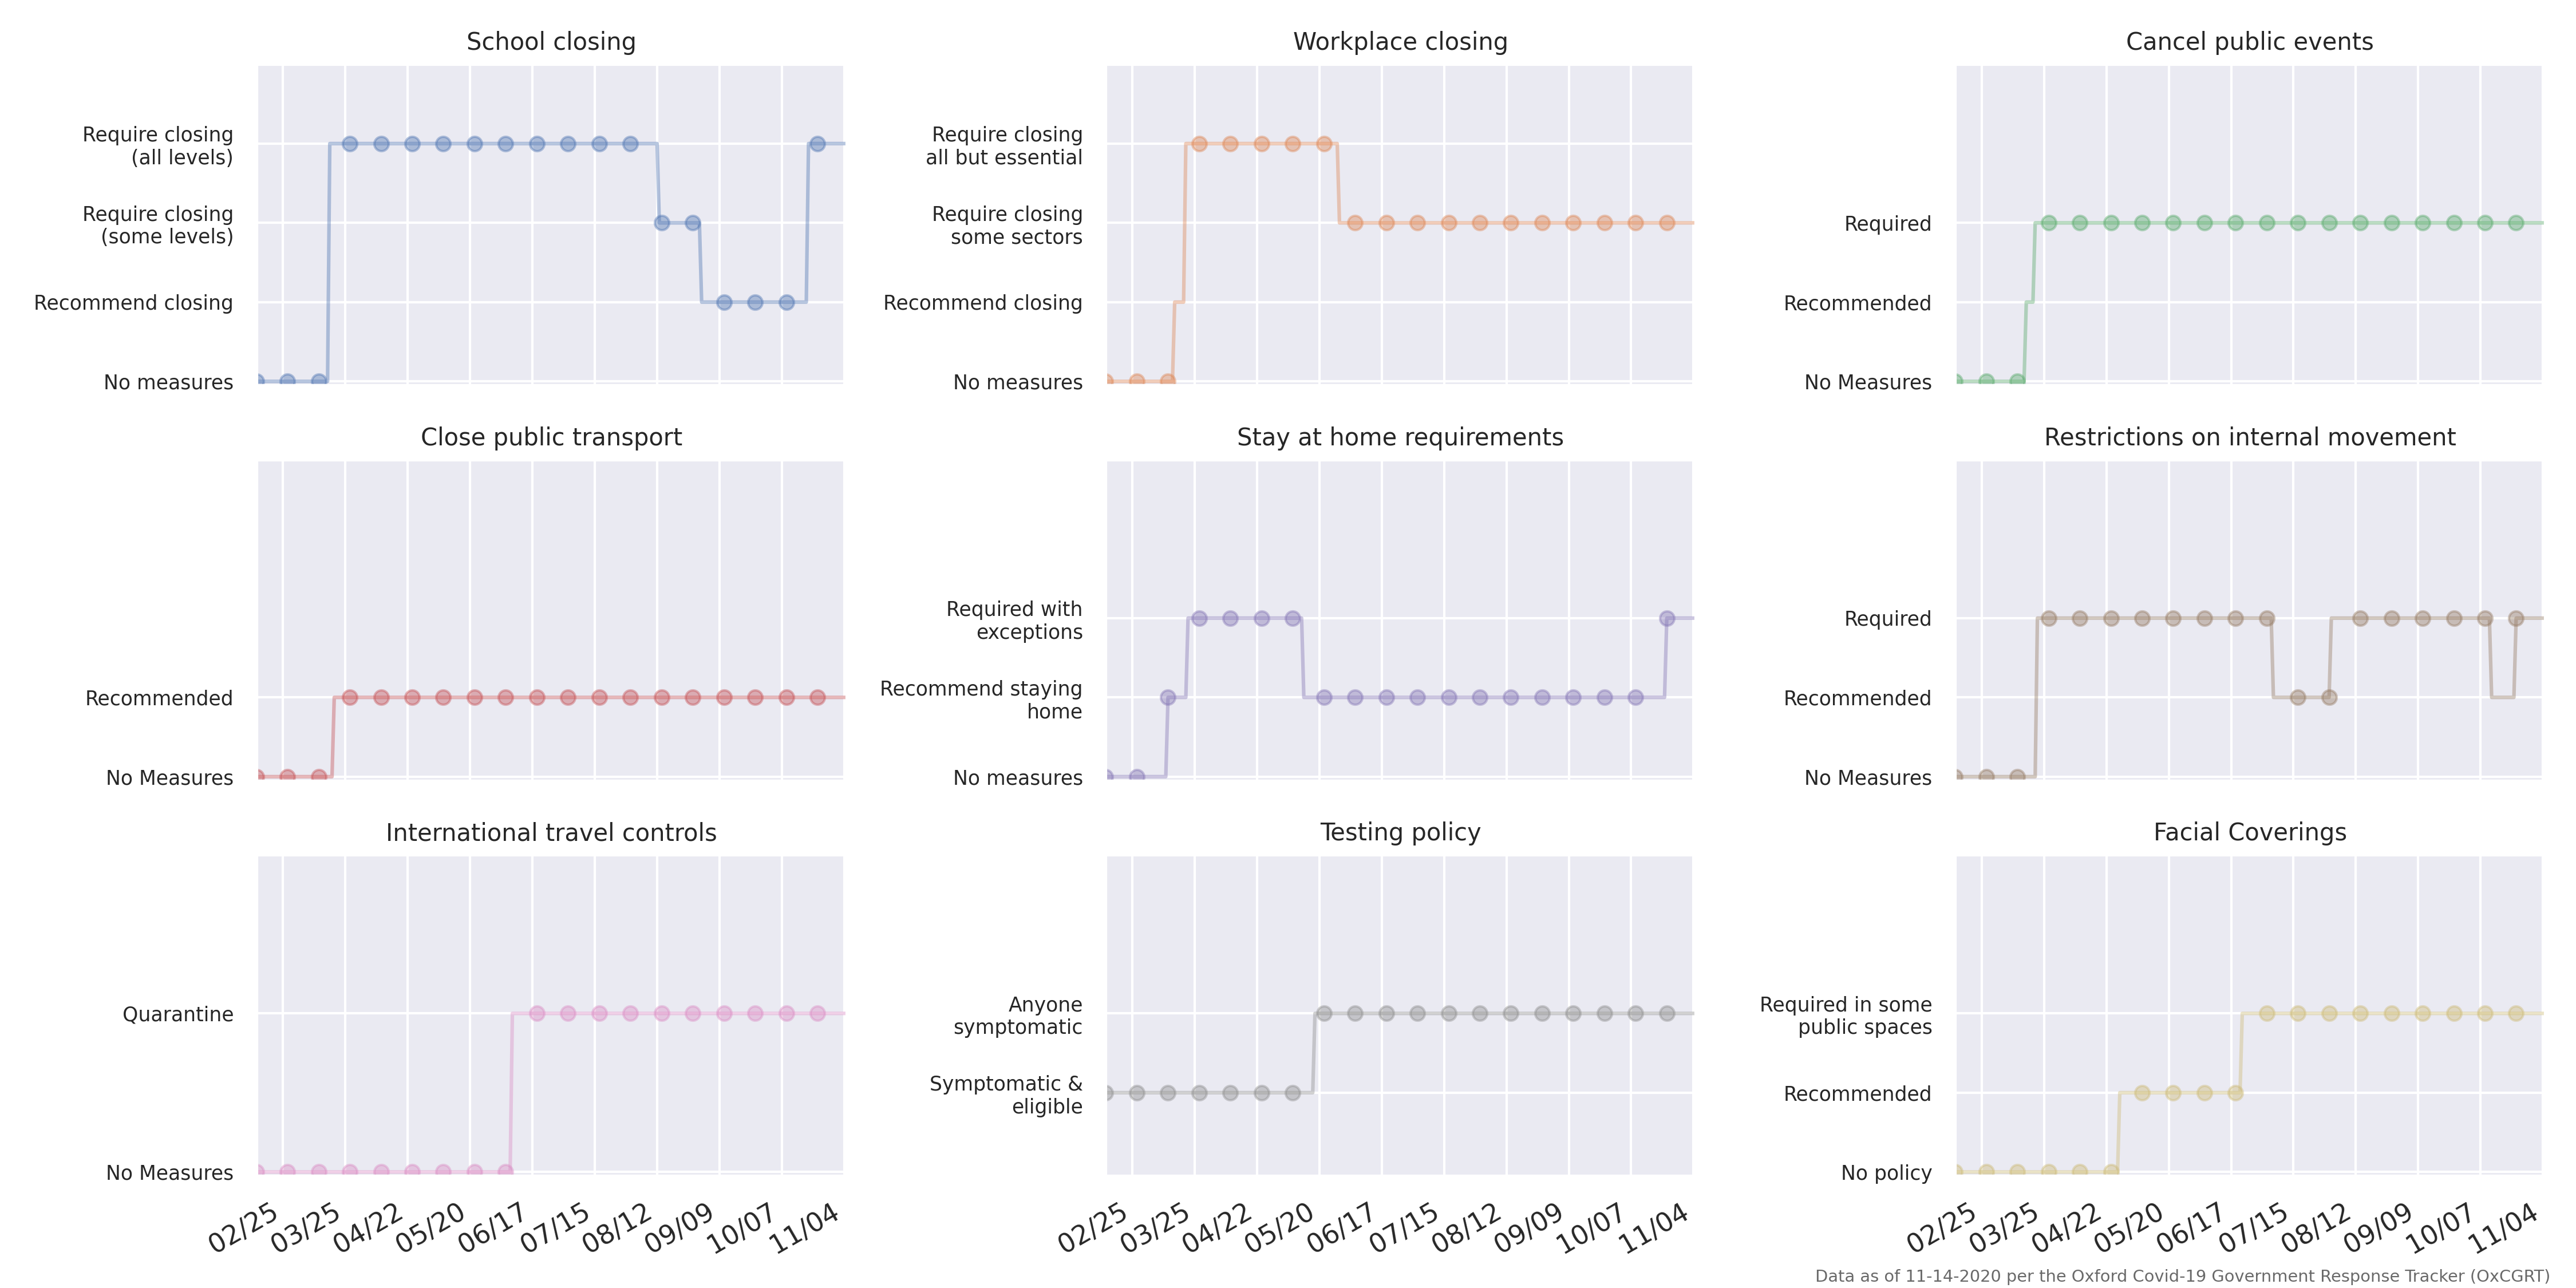 School closing
Require closing
(all levels)
Require closing
(some levels)
Recommend closing
No measures
Workplace closing
Require closing
all but essential
Require closing
some sectors
Recommend closing
No measures
Cancel public events
Required
Recommended
No Measures
Close public transport
Recommended
No Measures
Stay at home requirements
Required with
exceptions
Recommend staying
home
No measures
Restrictions on internal movement
Required
Recommended
No Measures
International travel controls
Quarantine
No Measures
02/25 03/25 04/22 05/20 06/17 07/15 08/12 09/09 10/07 11/04
Testing policy
Anyone
symptomatic
Symptomatic &
eligible
02/25 03/25 04/22 05/20 06/17 07/15 08/12 09/09 10/07 11/04
Facial Coverings
Required in some
public spaces
Recommended
No policy
02/25 03/25 04/22 05/20 06/17 07/15 08/12 09/09 10/07 11/04
Data as of 11-14-2020 per the Oxford Covid-19 Government Response Tracker (OxCGRT)